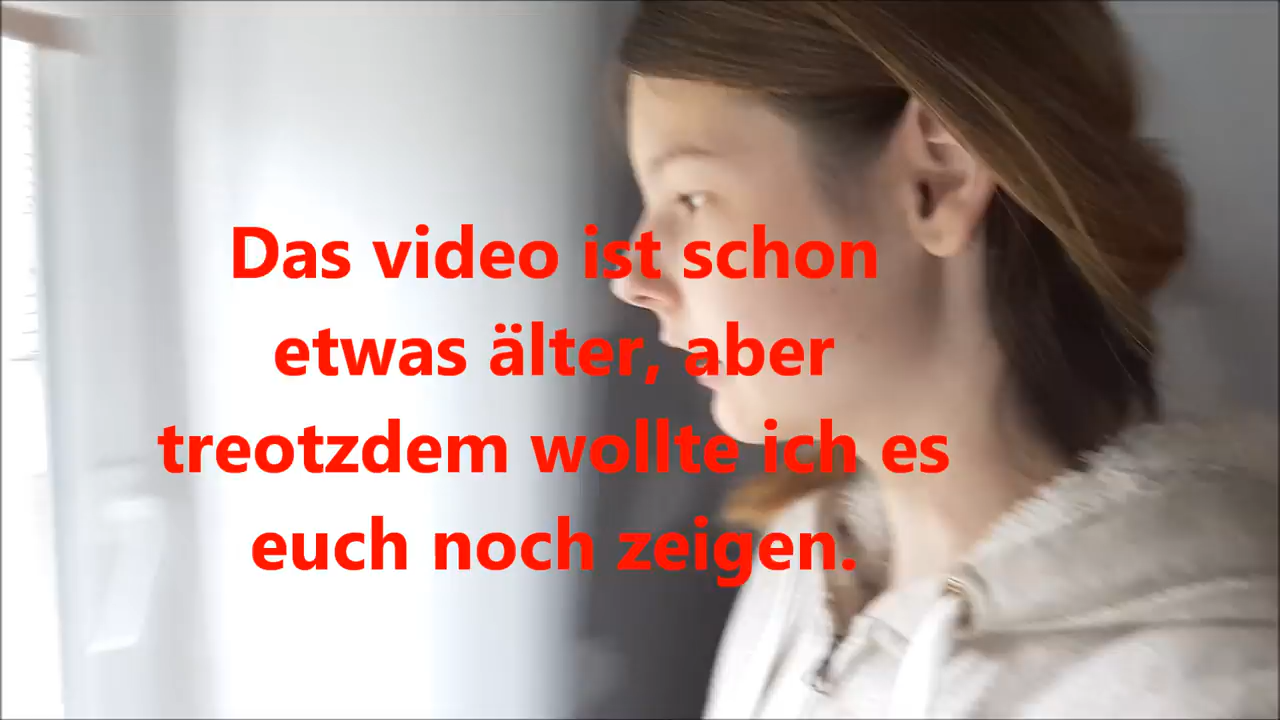 Das video ist schon
etwas älter, aber
treotzdem wollte ich es
euch noch zeigen.